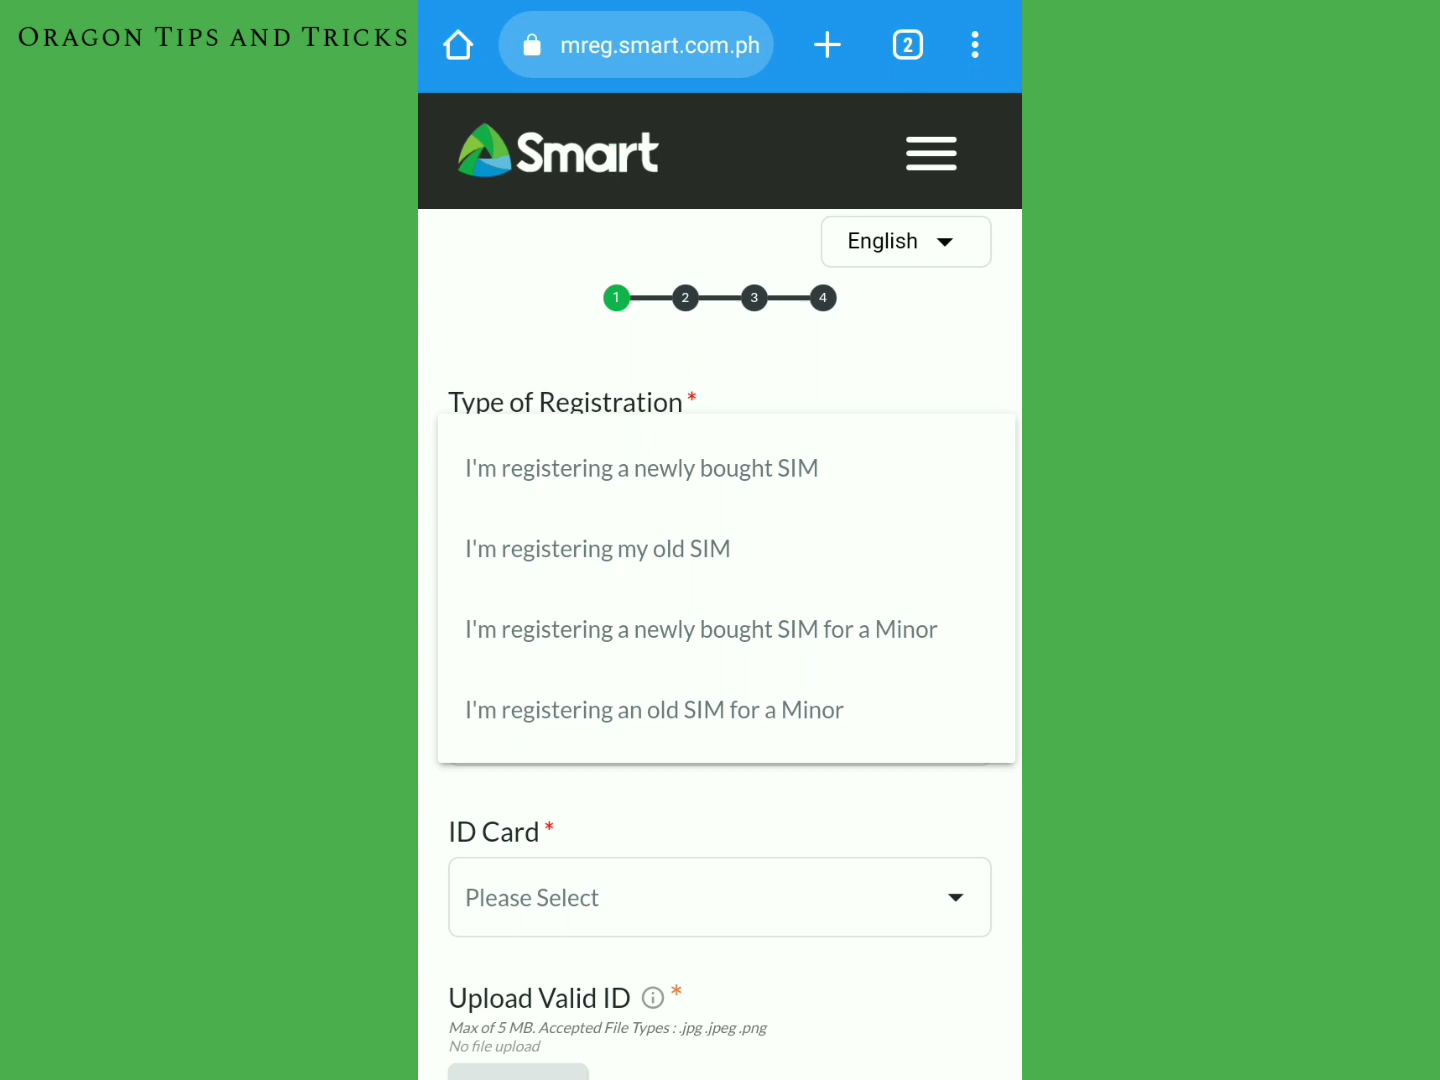 Oragon Tips and Tricks
mreg.smart.com.ph
2
Smart
English
1 2 3 4
Type of Registration *
I'm registering a newly bought SIM
I'm registering my old SIM
I'm registering a newly bought SIM for a Minor
I'm registering an old SIM for a Minor
ID Card *
Please Select
Upload Valid ID *
Max of 5 MB. Accepted File Types : .jpg .jpeg .png
No file upload